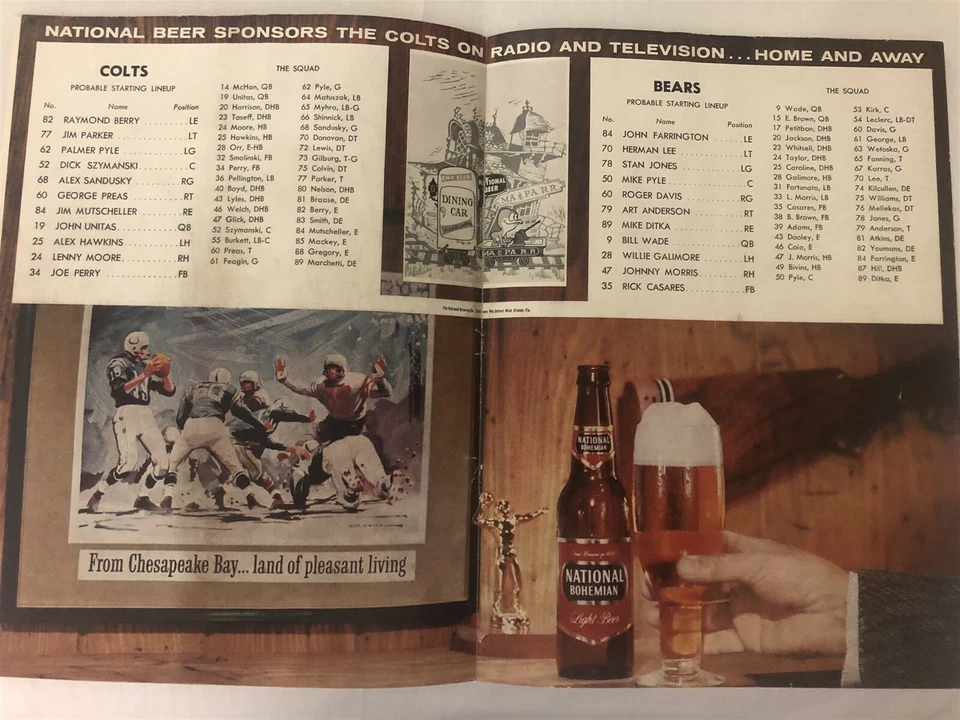 NATIONAL BEER SPONSORS THE COLTS ON RADIO AND TELEVISION...HOME AND AWAY
COLTS
PROBABLE STARTING LINEUP
No. Name Position
82 RAYMOND BERRY ........LE
77 JIM PARKER ...........LT
62 PALMER PYLE ..........LG
52 DICK SZYMANSKI ........C
68 ALEX SANDUSKY ........RG
60 GEORGE PREAS .........RT
84 JIM MUTSCHELLER ......RE
19 JOHN UNITAS..........QB
25 ALEX HAWKINS.........LH
24 LENNY MOORE..........RH
34 JOE PERRY ...........FB
THE SQUAD
14 McHan, QB
19 Unitas, QB
20 Harrison, DHB
23 Taseff, DHB
24 Moore, HB
25 Hawkins, HB
28 Orr, E-HB
32 Smolinski, FB
34 Perry, FB
36 Pellington, LB
40 Boyd, DHB
43 Lyles, DHB
46 Welch, DHB
47 Glick, DHB
52 Szymanski, C
55 Burkett, LB-C
60 Preas, T
61 Feagin, G
62 Pyle, G
64 Matuszak, LB
65 Myhra, LB-G
66 Shinnick, LB
68 Sandusky, G
70 Donovan, DT
72 Lewis, DT
73 Gilburg, T-G
75 Colvin, DT
77 Parker, T
80 Nelson, DHB
81 Braase, DE
82 Berry, E
83 Smith, DE
84 Mutscheller, E
85 Mackey, E
88 Gregory, E
89 Marchetti, DE
DINING
CAR
NATIONAL
BEER
MA & PA R.R.
MA & PA RR
BEARS
PROBABLE STARTING LINEUP
No. Name Position
84 JOHN FARRINGTON .......LE
70 HERMAN LEE ...........LT
78 STAN JONES ...........LG
50 MIKE PYLE .............C
60 ROGER DAVIS ..........RG
79 ART ANDERSON .........RT
89 MIKE DITKA ...........RE
9 BILL WADE ............QB
28 WILLIE GALIMORE .......LH
47 JOHNNY MORRIS.........RH
35 RICK CASARES ..........FB
THE SQUAD
9 Wade, QB
15 E. Brown, QB
17 Petitbon, DHB
20 Jackson, DHB
23 Whitsell, DHB
24 Taylor, DHB
25 Caroline, DHB
28 Galimore, HB
31 Fortunato, LB
33 L. Morris, LB
35 Casares, FB
38 B. Brown, FB
39 Adams, FB
43 Dooley, E
46 Coia, E
47 J. Morris, HB
49 Bivins, HB
50 Pyle, C
53 Kirk, C
54 Leclerc, LB-DT
60 Davis, G
61 George, LB
63 Wetoska, G
65 Fanning, T
67 Karras, G
70 Lee, T
74 Kilcullen, DE
75 Williams, DT
76 Mellekas, DT
78 Jones, G
79 Anderson, T
81 Atkins, DE
82 Youmans, DE
84 Farrington, E
87 Hill, DHB
89 Ditka, E
From Chesapeake Bay... land of pleasant living
NATIONAL
BOHEMIAN
NATIONAL
BOHEMIAN
Light Beer